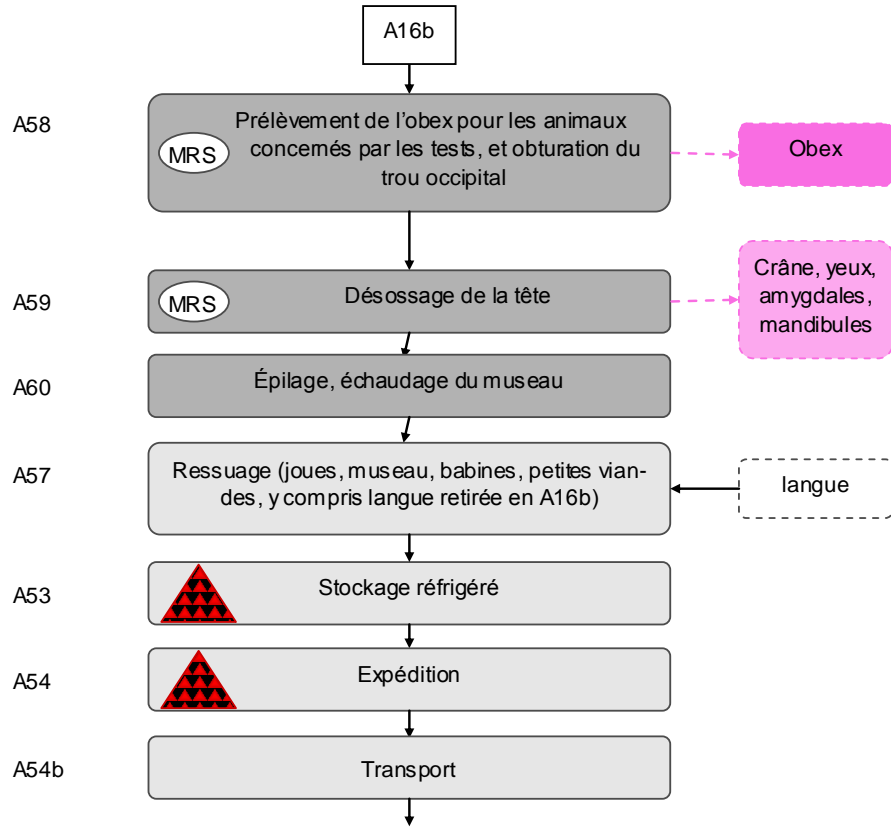 A16b
A58
Prélèvement de l'obex pour les animaux
concernés par les tests, et obturation du
trou occipital
MRS
Obex
A59
MRS
Désossage de la tête
Crâne, yeux,
amygdales,
mandibules
A60
Épilage, échaudage du museau
A57
Ressuage (joues, museau, babines, petites vian-
des, y compris langue retirée en A16b)
langue
A53
Stockage réfrigéré
A54
Expédition
A54b
Transport